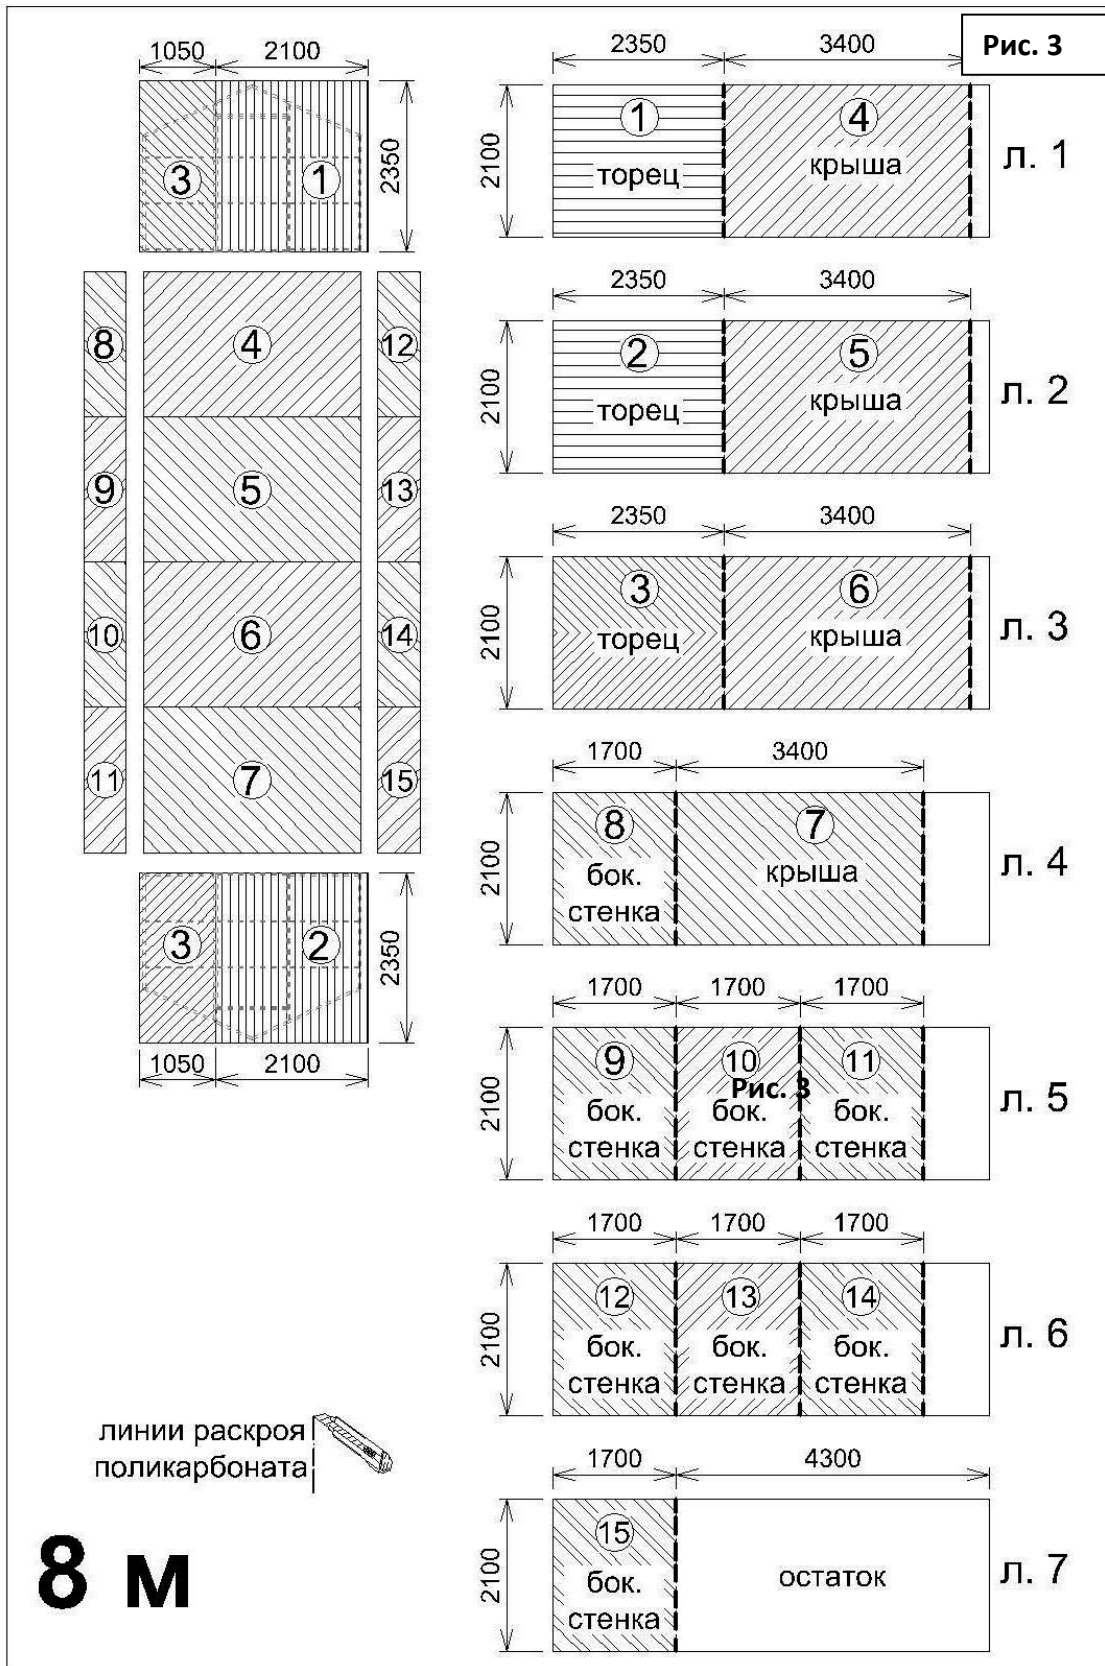 Рис. 3
1050 2100
2350
3 1
8 4 12
9 5 13
10 6 14
11 7 15
3 2
2350
1050 2100
2350 3400
2100
1 4
торец крыша
л. 1
2350 3400
2100
2 5
торец крыша
л. 2
2350 3400
2100
3 6
торец крыша
л. 3
1700 3400
2100
8 7
бок. крыша
стенка
л. 4
1700 1700 1700
2100
9 10 11
Рис. 3
бок. бок. бок.
стенка стенка стенка
л. 5
1700 1700 1700
2100
12 13 14
бок. бок. бок.
стенка стенка стенка
л. 6
1700 4300
2100
15
бок. остаток
стенка
л. 7
линии раскроя
поликарбоната
8 м